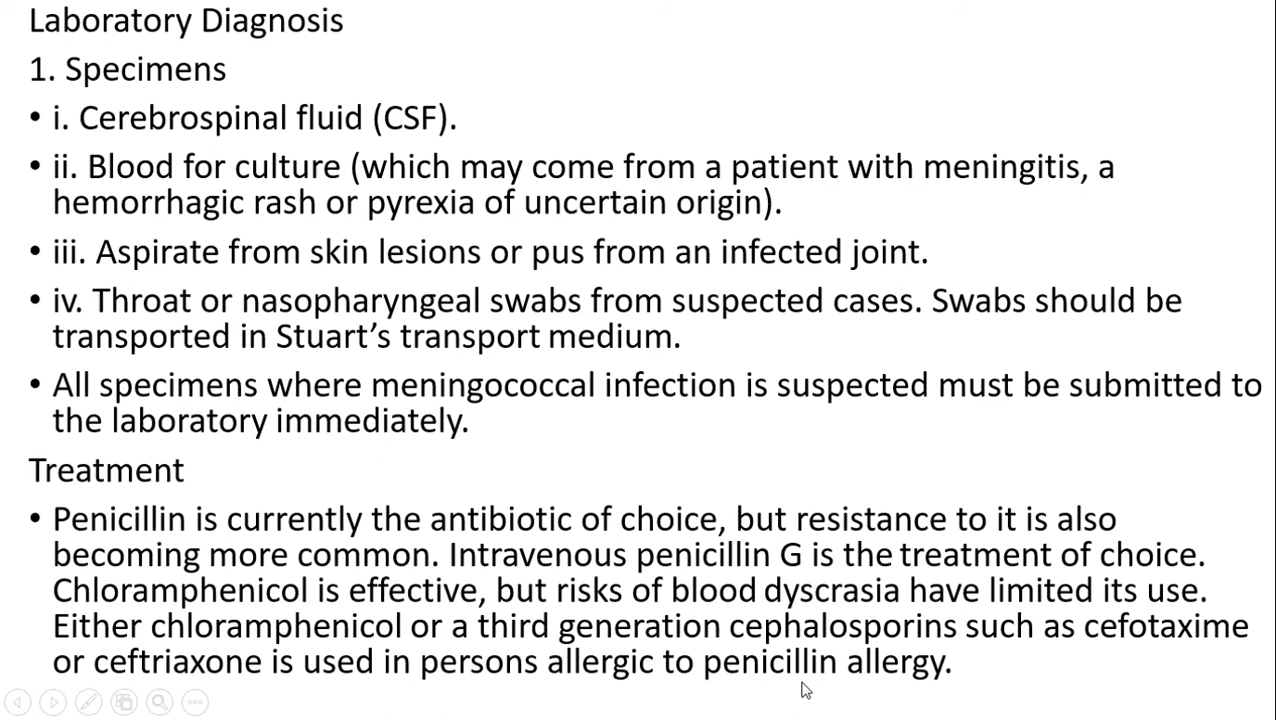 Laboratory Diagnosis
1. Specimens
• i. Cerebrospinal fluid (CSF).
• ii. Blood for culture (which may come from a patient with meningitis, a
hemorrhagic rash or pyrexia of uncertain origin).
• iii. Aspirate from skin lesions or pus from an infected joint.
• iv. Throat or nasopharyngeal swabs from suspected cases. Swabs should be
transported in Stuart’s transport medium.
• All specimens where meningococcal infection is suspected must be submitted to
the laboratory immediately.
Treatment
• Penicillin is currently the antibiotic of choice, but resistance to it is also
becoming more common. Intravenous penicillin G is the treatment of choice.
Chloramphenicol is effective, but risks of blood dyscrasia have limited its use.
Either chloramphenicol or a third generation cephalosporins such as cefotaxime
or ceftriaxone is used in persons allergic to penicillin allergy.